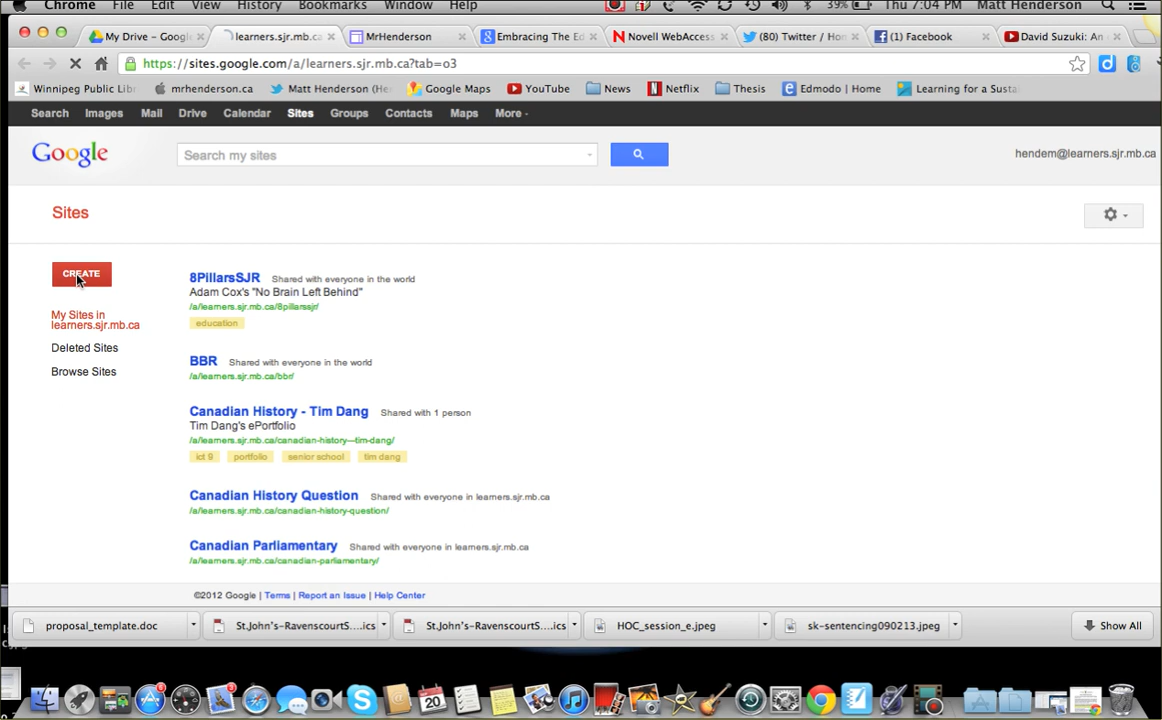 Chrome File Edit View History Bookmarks Window Help 39% Thu 7:04 PM Matt Henderson
My Drive – Google learners.sjr.mb.ca MrHenderson Embracing The Ed Novell WebAccess (80) Twitter / Hom (1) Facebook David Suzuki: An
https://sites.google.com/a/learners.sjr.mb.ca?tab=o3
Winnipeg Public Libr mrhenderson.ca Matt Henderson (He Google Maps YouTube News Netflix Thesis Edmodo | Home Learning for a Susta
Search Images Mail Drive Calendar Sites Groups Contacts Maps More
Google Search my sites hendem@learners.sjr.mb.ca
Sites
CREATE
My Sites in
learners.sjr.mb.ca
Deleted Sites
Browse Sites
8PillarsSJR Shared with everyone in the world
Adam Cox's "No Brain Left Behind"
/a/learners.sjr.mb.ca/8pillarssjr/
education
BBR Shared with everyone in the world
/a/learners.sjr.mb.ca/bbr/
Canadian History - Tim Dang Shared with 1 person
Tim Dang's ePortfolio
/a/learners.sjr.mb.ca/canadian-history---tim-dang/
ict 9 portfolio senior school tim dang
Canadian History Question Shared with everyone in learners.sjr.mb.ca
/a/learners.sjr.mb.ca/canadian-history-question/
Canadian Parliamentary Shared with everyone in learners.sjr.mb.ca
/a/learners.sjr.mb.ca/canadian-parliamentary/
©2012 Google | Terms | Report an Issue | Help Center
proposal_template.doc St.John's-RavenscourtS....ics St.John's-RavenscourtS....ics HOC_session_e.jpeg sk-sentencing090213.jpeg Show All
20